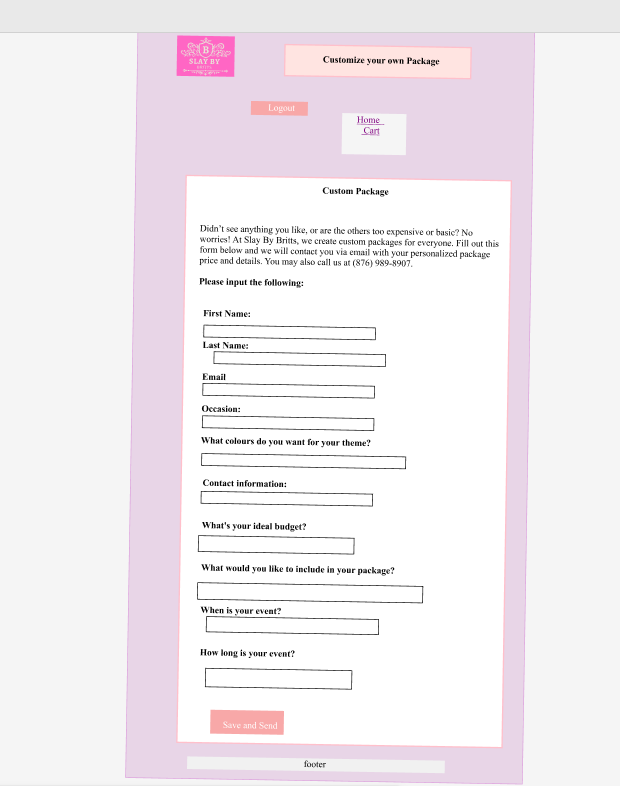 B
SLAY BY
BRITTS
Customize your own Package
Logout
Home
Cart
Custom Package
Didn’t see anything you like, or are the others too expensive or basic? No
worries! At Slay By Britts, we create custom packages for everyone. Fill out this
form below and we will contact you via email with your personalized package
price and details. You may also call us at (876) 989-8907.
Please input the following:
First Name:
Last Name:
Email
Occasion:
What colours do you want for your theme?
Contact information:
What's your ideal budget?
What would you like to include in your package?
When is your event?
How long is your event?
Save and Send
footer